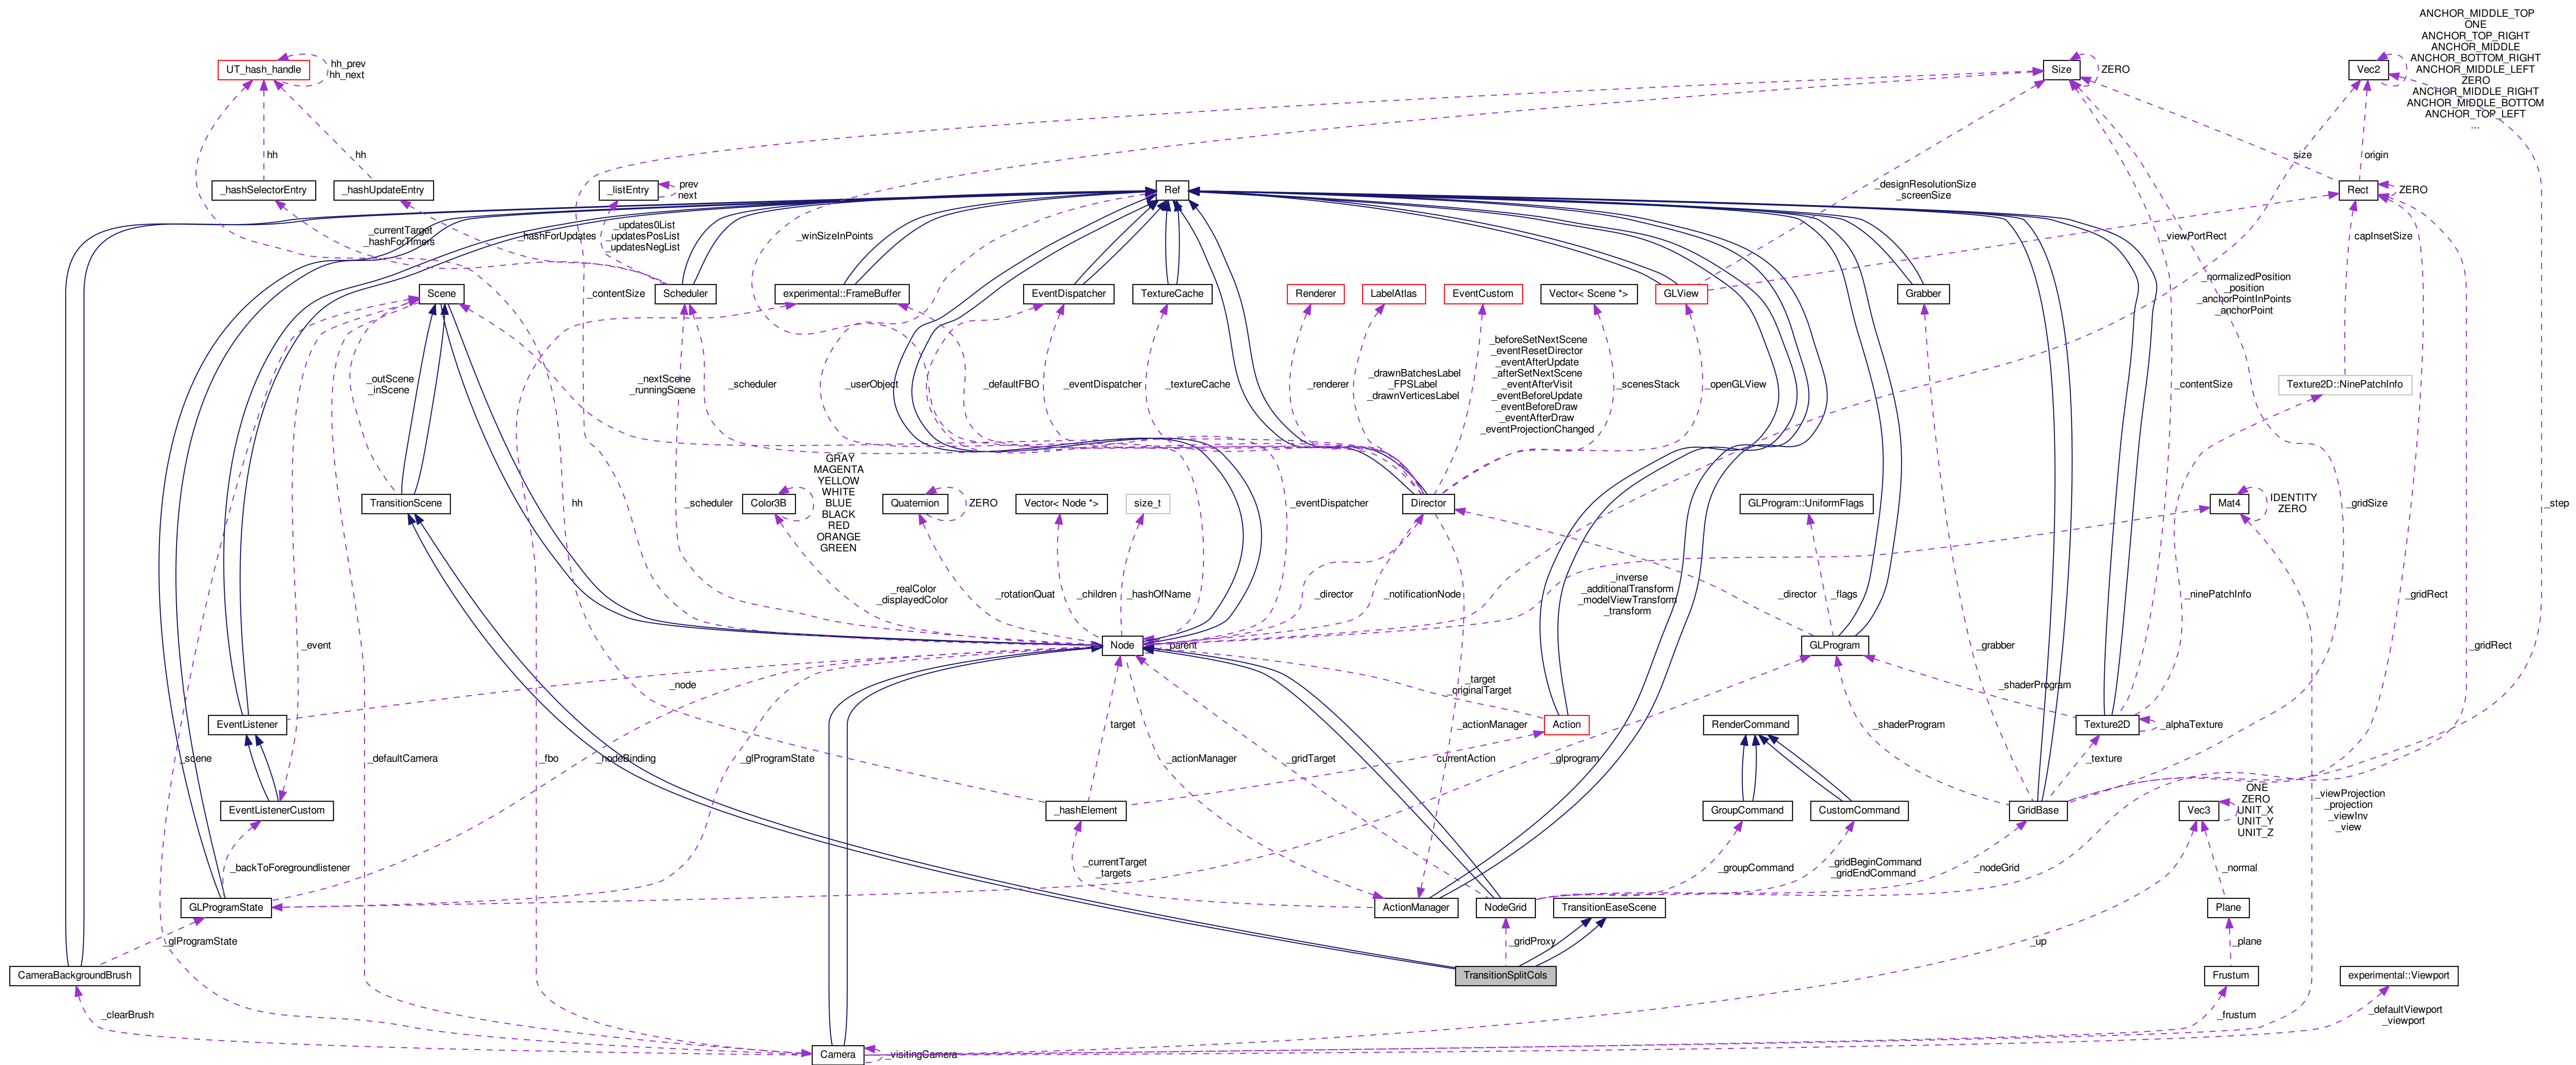 ANCHOR_MIDDLE_TOP
ONE
ANCHOR_TOP_RIGHT
ANCHOR_MIDDLE
ANCHOR_BOTTOM_RIGHT
ANCHOR_MIDDLE_LEFT
ZERO
ANCHOR_MIDDLE_RIGHT
ANCHOR_MIDDLE_BOTTOM
ANCHOR_TOP_LEFT
...
UT_hash_handle
hh_prev
hh_next
Size
ZERO
Vec2
hh
hh
size
origin
_hashSelectorEntry
_hashUpdateEntry
_listEntry
prev
next
Ref
_designResolutionSize
_screenSize
Rect
ZERO
_currentTarget
_hashForTimers
_hashForUpdates
_updates0List
_updatesPosList
_updatesNegList
_winSizeInPoints
_viewPortRect
capInsetSize
Scene
_contentSize
Scheduler
experimental::FrameBuffer
EventDispatcher
TextureCache
Renderer
LabelAtlas
EventCustom
Vector< Scene *>
GLView
Grabber
_normalizedPosition
_position
_anchorPointInPoints
_anchorPoint
_outScene
_inScene
_nextScene
_runningScene
_scheduler
_userObject
_defaultFBO
_eventDispatcher
_textureCache
_renderer
_drawnBatchesLabel
_FPSLabel
_drawnVerticesLabel
_beforeSetNextScene
_eventResetDirector
_eventAfterUpdate
_afterSetNextScene
_eventAfterVisit
_eventBeforeUpdate
_eventBeforeDraw
_eventAfterDraw
_eventProjectionChanged
_scenesStack
_openGLView
_contentSize
Texture2D::NinePatchInfo
TransitionScene
hh
_scheduler
Color3B
GRAY
MAGENTA
YELLOW
WHITE
BLUE
BLACK
RED
ORANGE
GREEN
Quaternion
ZERO
Vector< Node *>
size_t
_eventDispatcher
Director
GLProgram::UniformFlags
Mat4
IDENTITY
ZERO
_gridSize
_step
_realColor
_displayedColor
_rotationQuat
_children
_hashOfName
_director
_notificationNode
_inverse
_additionalTransform
_modelViewTransform
_transform
_director
_flags
_ninePatchInfo
_gridRect
_event
Node
_parent
GLProgram
_grabber
_gridRect
_node
_target
_originalTarget
_shaderProgram
EventListener
target
_actionManager
Action
RenderCommand
_shaderProgram
Texture2D
_alphaTexture
_scene
_defaultCamera
_fbo
_nodeBinding
_glProgramState
_actionManager
_gridTarget
currentAction
_glprogram
_texture
EventListenerCustom
_hashElement
GroupCommand
CustomCommand
GridBase
Vec3
ONE
ZERO
UNIT_X
UNIT_Y
UNIT_Z
_viewProjection
_projection
_viewInv
_view
_backToForegroundlistener
_currentTarget
_targets
_groupCommand
_gridBeginCommand
_gridEndCommand
_nodeGrid
_normal
GLProgramState
ActionManager
NodeGrid
TransitionEaseScene
Plane
_glProgramState
_gridProxy
_up
_plane
CameraBackgroundBrush
TransitionSplitCols
Frustum
experimental::Viewport
_clearBrush
_frustum
_defaultViewport
_viewport
Camera
_visitingCamera